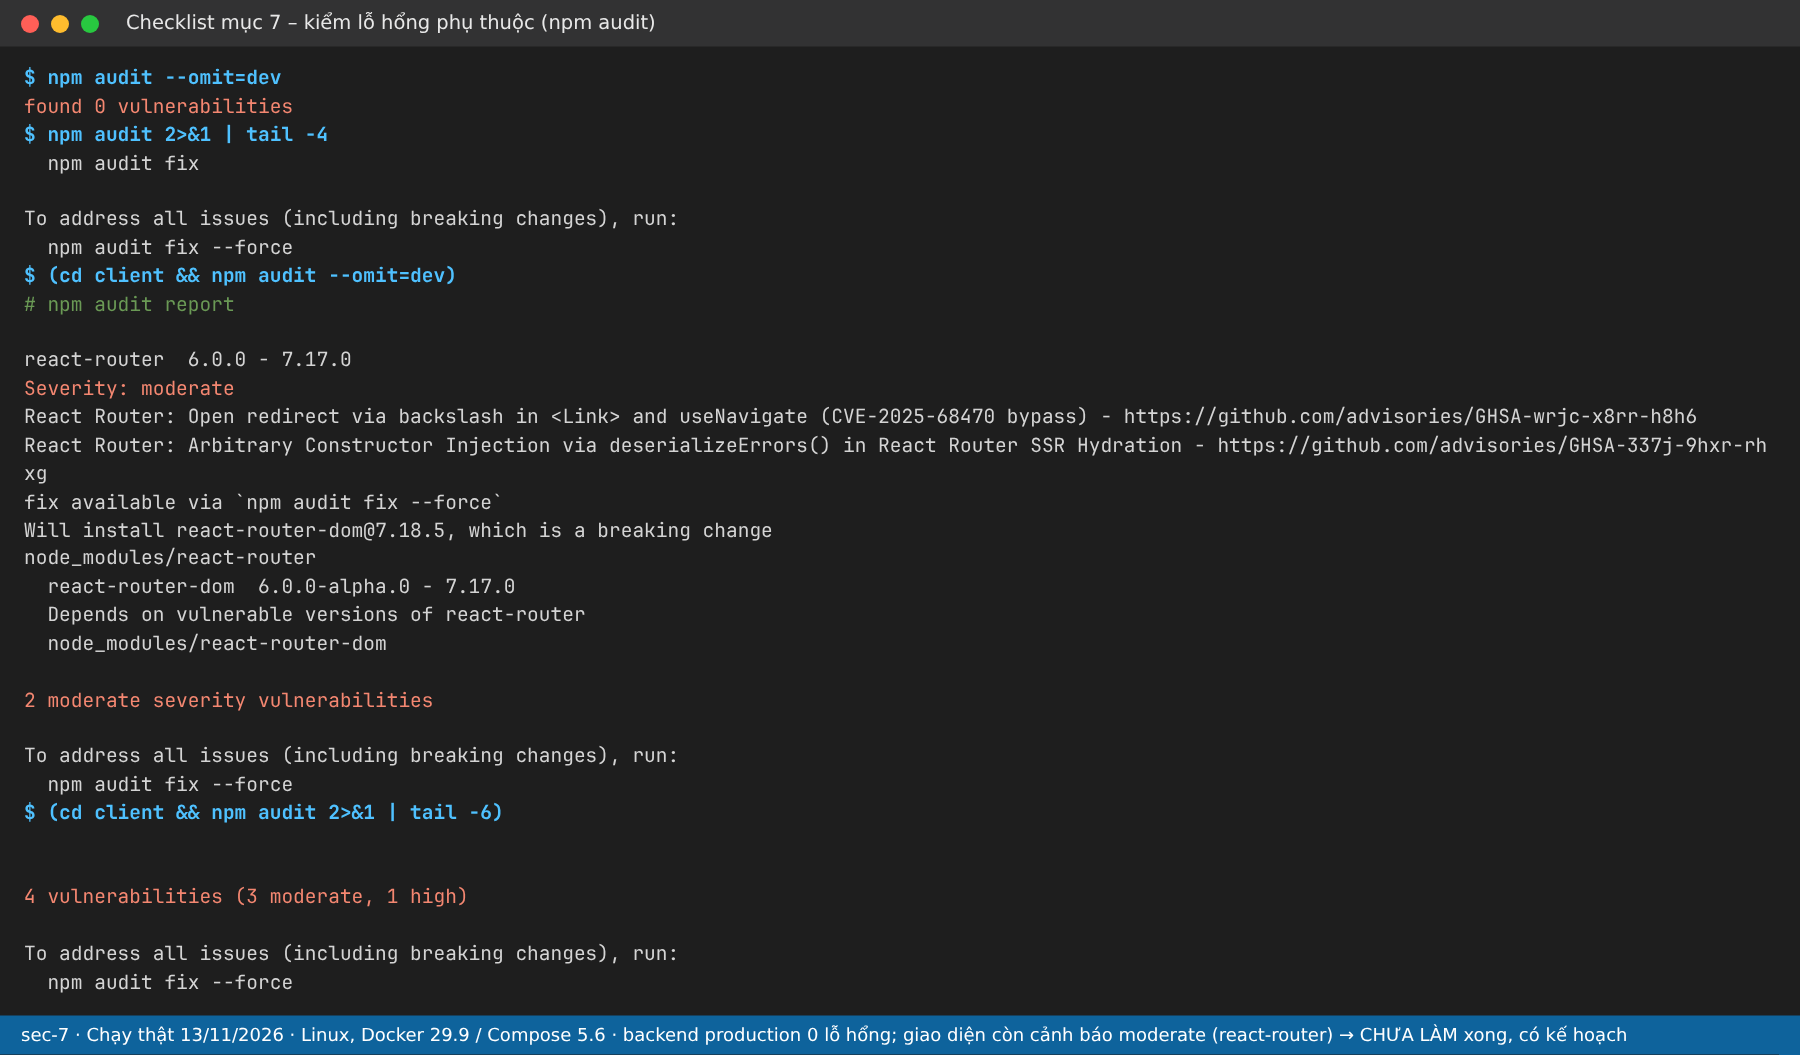 Checklist mục 7 – kiểm lỗ hổng phụ thuộc (npm audit)
$ npm audit --omit=dev
found 0 vulnerabilities
$ npm audit 2>&1 | tail -4
  npm audit fix

To address all issues (including breaking changes), run:
  npm audit fix --force
$ (cd client && npm audit --omit=dev)
# npm audit report

react-router  6.0.0 - 7.17.0
Severity: moderate
React Router: Open redirect via backslash in <Link> and useNavigate (CVE-2025-68470 bypass) - https://github.com/advisories/GHSA-wrjc-x8rr-h8h6
React Router: Arbitrary Constructor Injection via deserializeErrors() in React Router SSR Hydration - https://github.com/advisories/GHSA-337j-9hxr-rh
xg
fix available via `npm audit fix --force`
Will install react-router-dom@7.18.5, which is a breaking change
node_modules/react-router
  react-router-dom  6.0.0-alpha.0 - 7.17.0
  Depends on vulnerable versions of react-router
  node_modules/react-router-dom

2 moderate severity vulnerabilities

To address all issues (including breaking changes), run:
  npm audit fix --force
$ (cd client && npm audit 2>&1 | tail -6)

4 vulnerabilities (3 moderate, 1 high)

To address all issues (including breaking changes), run:
  npm audit fix --force
sec-7 · Chạy thật 13/11/2026 · Linux, Docker 29.9 / Compose 5.6 · backend production 0 lỗ hổng; giao diện còn cảnh báo moderate (react-router) → CHƯA LÀM xong, có kế hoạch